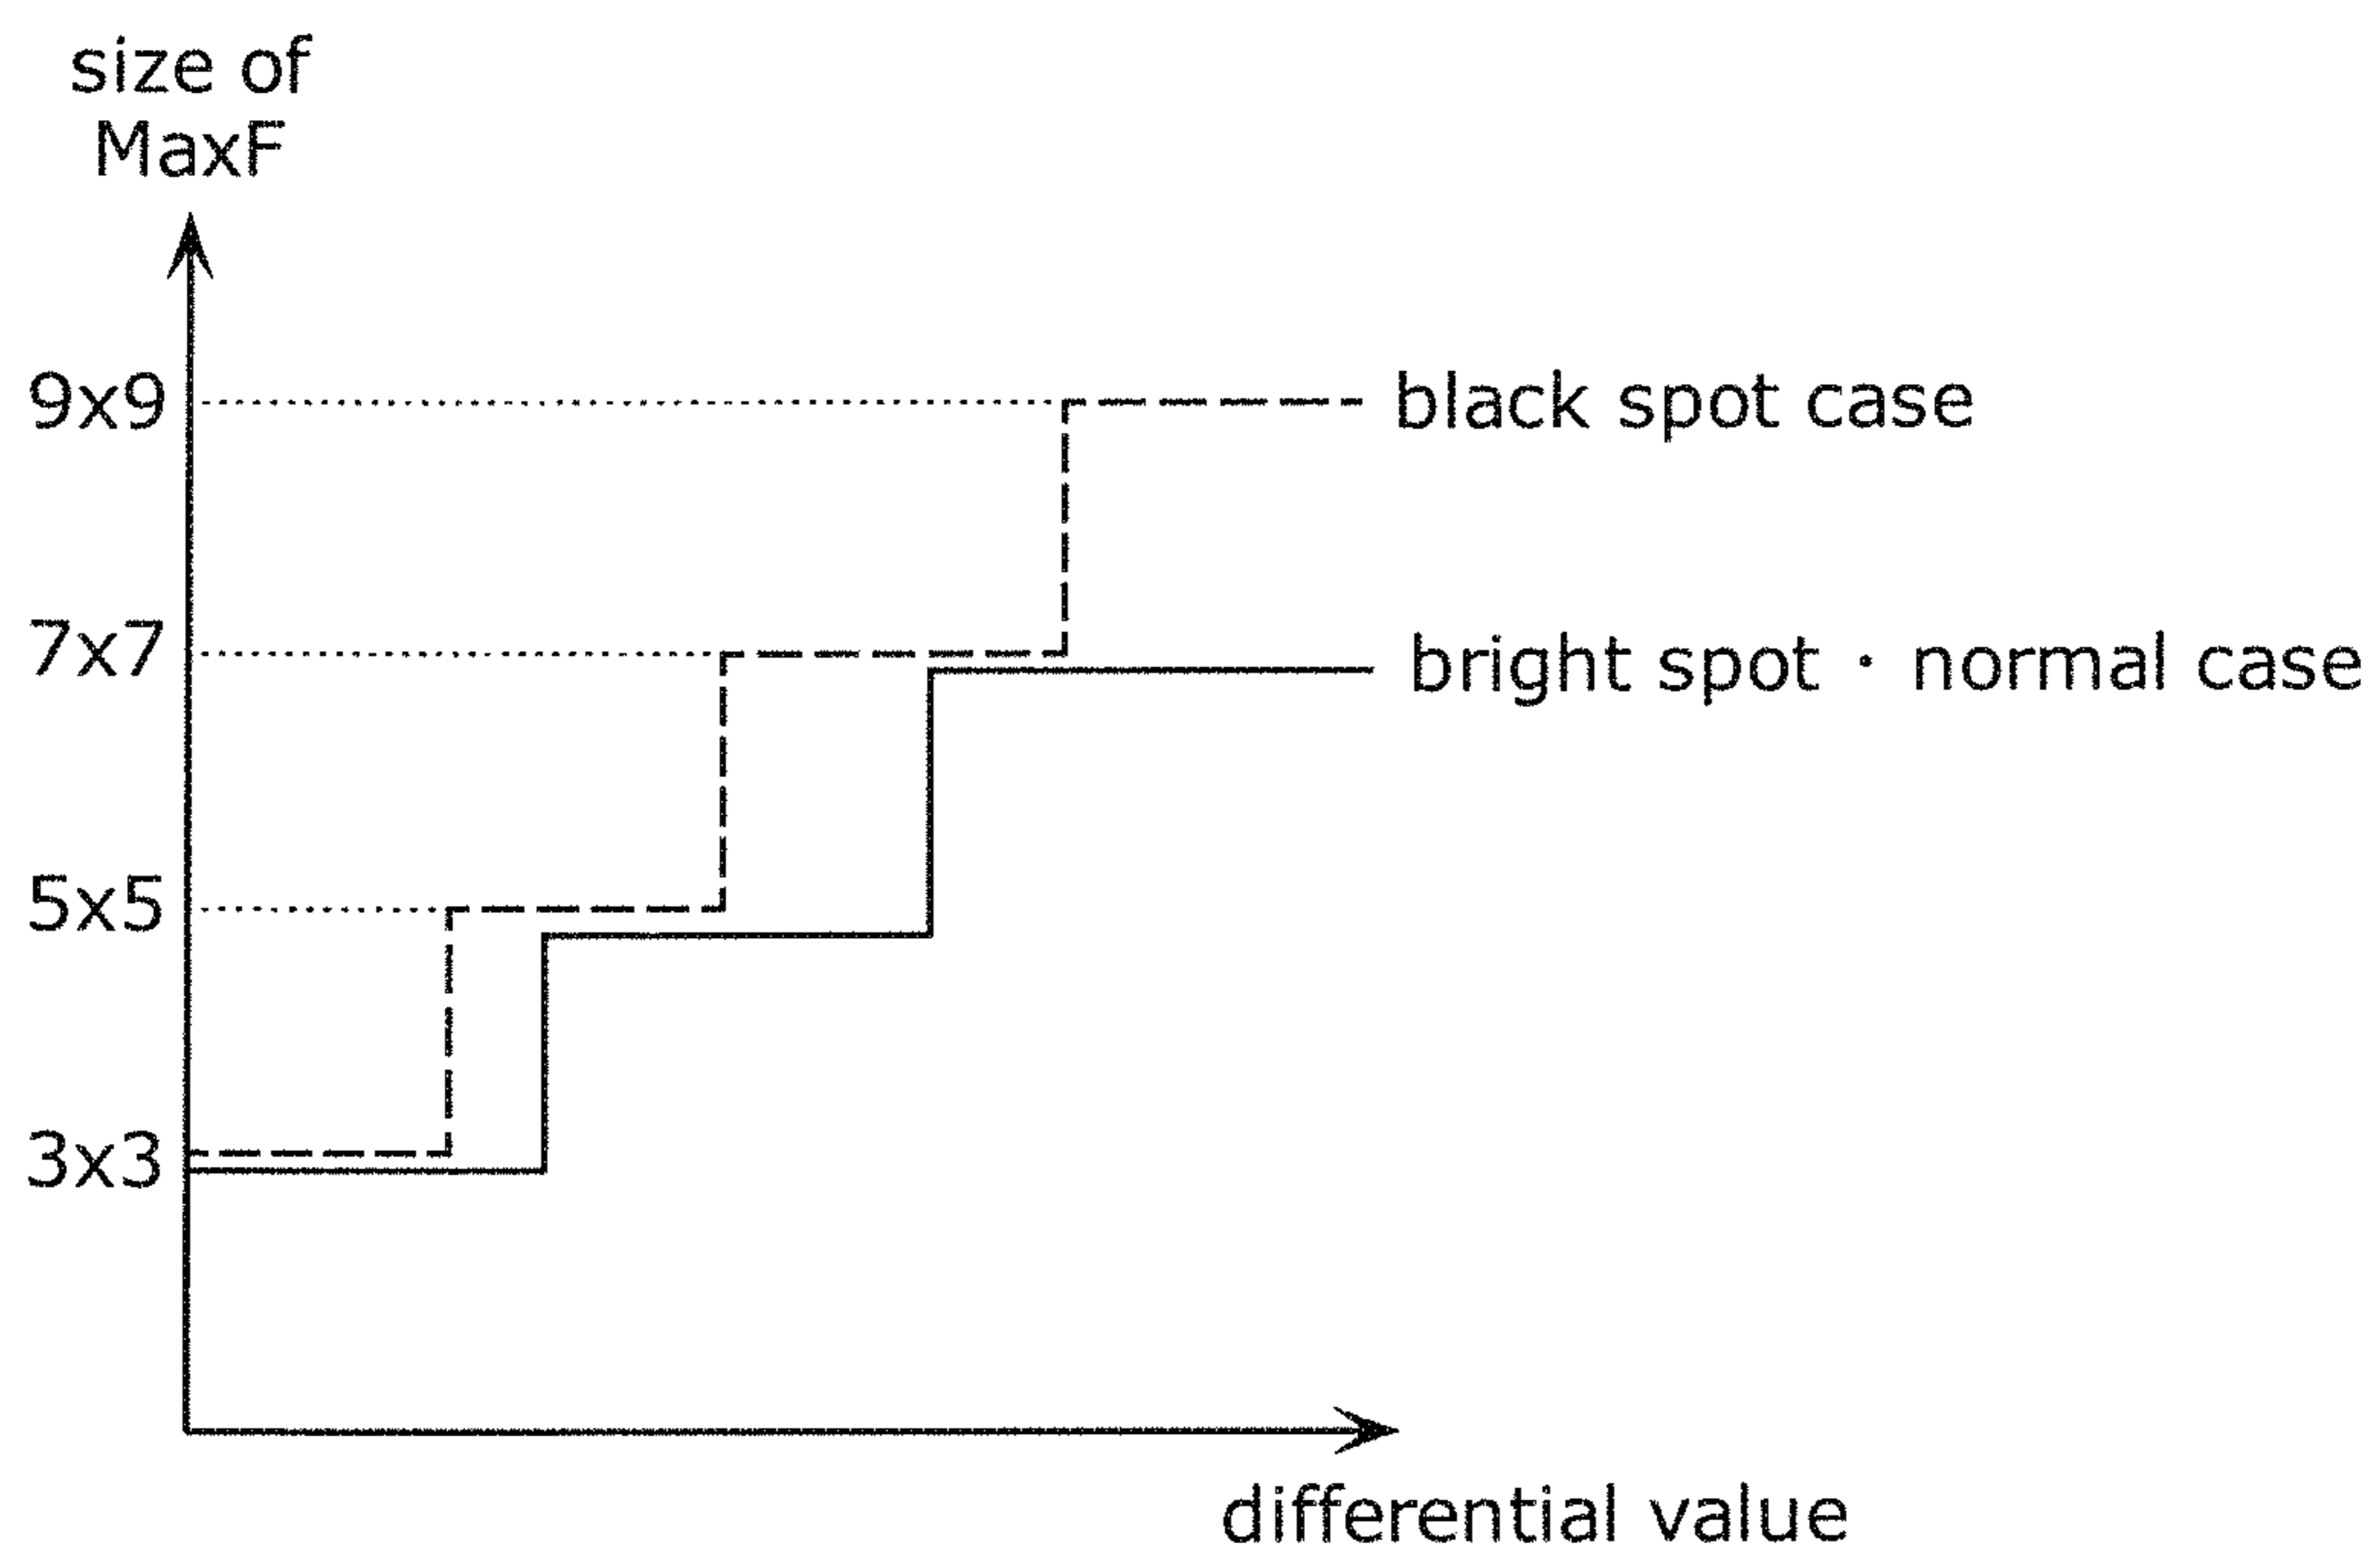 size of
MaxF
9x9
black spot case
7x7
bright spot · normal case
5x5
3x3
differential value